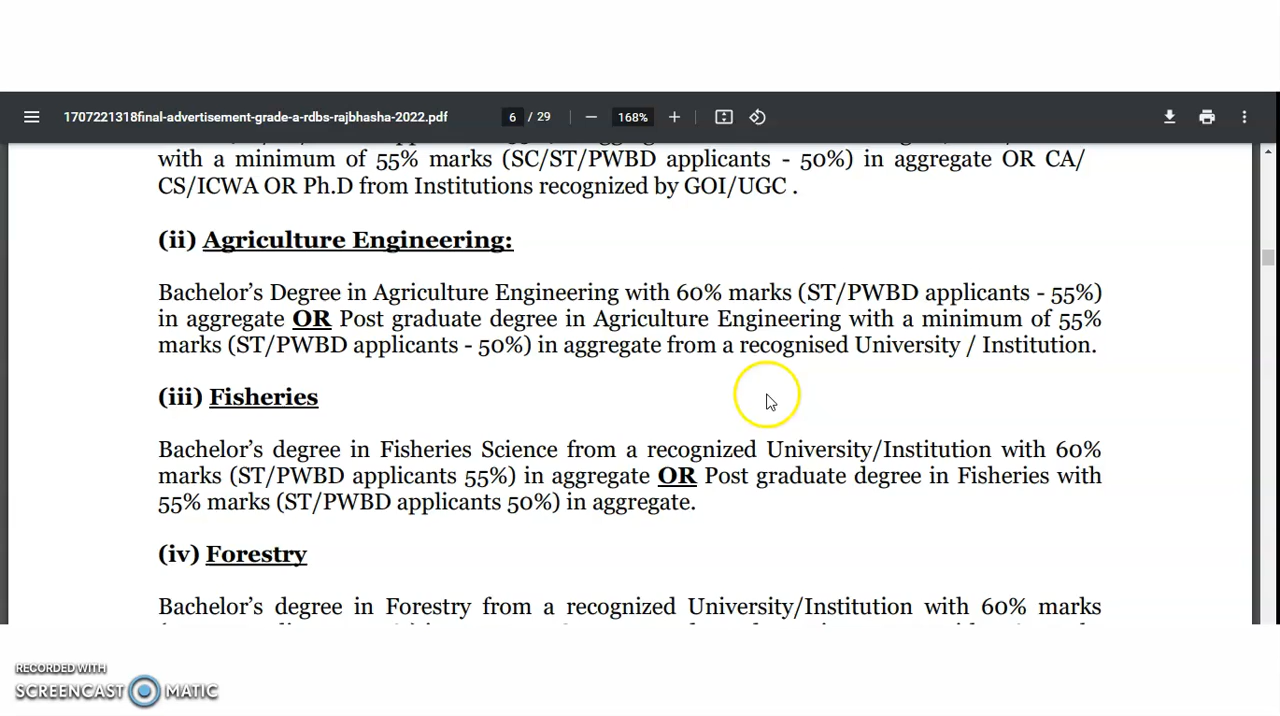 1707221318final-advertisement-grade-a-rdbs-rajbhasha-2022.pdf 6 / 29 168%
with a minimum of 55% marks (SC/ST/PWBD applicants - 50%) in aggregate OR CA/
CS/ICWA OR Ph.D from Institutions recognized by GOI/UGC .
(ii) Agriculture Engineering:
Bachelor's Degree in Agriculture Engineering with 60% marks (ST/PWBD applicants - 55%)
in aggregate OR Post graduate degree in Agriculture Engineering with a minimum of 55%
marks (ST/PWBD applicants - 50%) in aggregate from a recognised University / Institution.
(iii) Fisheries
Bachelor's degree in Fisheries Science from a recognized University/Institution with 60%
marks (ST/PWBD applicants 55%) in aggregate OR Post graduate degree in Fisheries with
55% marks (ST/PWBD applicants 50%) in aggregate.
(iv) Forestry
Bachelor's degree in Forestry from a recognized University/Institution with 60% marks
RECORDED WITH
SCREENCAST MATIC